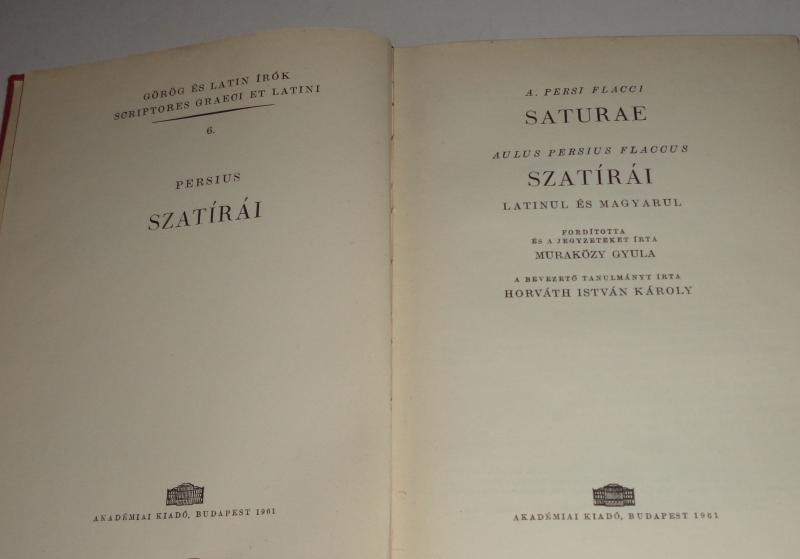 GÖRÖG ÉS LATIN ÍRÓK
SCRIPTORES GRAECI ET LATINI
6.
PERSIUS
SZATÍRÁI
AKADÉMIAI KIADÓ, BUDAPEST 1961
A. PERSI FLACCI
SATURAE
AULUS PERSIUS FLACCUS
SZATÍRÁI
LATINUL ÉS MAGYARUL
FORDÍTOTTA
ÉS A JEGYZETEKET ÍRTA
MURAKÖZY GYULA
A BEVEZETŐ TANULMÁNYT ÍRTA
HORVÁTH ISTVÁN KÁROLY
AKADÉMIAI KIADÓ, BUDAPEST 1961